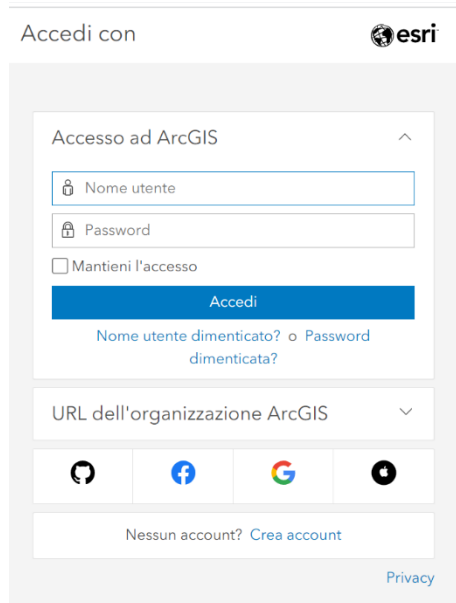 Accedi con
esri
Accesso ad ArcGIS
Nome utente
Password
Mantieni l'accesso
Accedi
Nome utente dimenticato? o Password
dimenticata?
URL dell'organizzazione ArcGIS
Nessun account? Crea account
Privacy